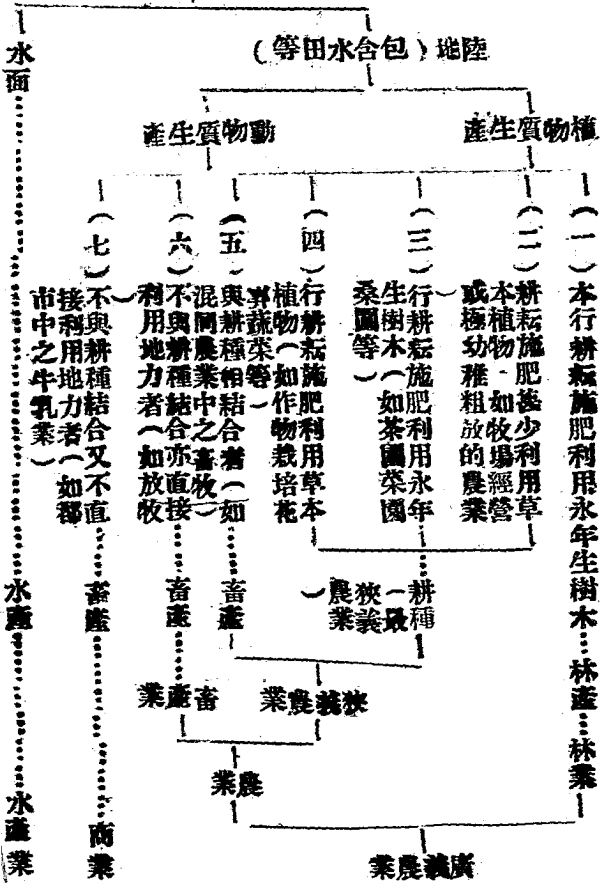 陸地(包含水田等)
水面
植物質生產
動物質生產
(一)本行耕耘施肥利用永年生樹木
(二)耕耘施肥甚少利用草
本植物‧如牧場經營
或極幼稚粗放的農業
)
(三)行耕耘施肥利用永年
生樹木(如茶園菜園
桑園等)
(四)行耕耘施肥利用草本
植物(如作物栽培花
卉蔬菜等)
(五)與耕種相結合者(如
混同農業中之畜牧)
(六)不與耕種結合亦直接
利用地力者(如放牧
)
(七)不與耕種結合又不直
接利用地力者(如都
市中之牛乳業)
耕種
(最
狹義
農業
)
林產
畜產
畜產
畜產
水產
狹義農業
畜產業
林業
農業
商業
水產業
廣義農業